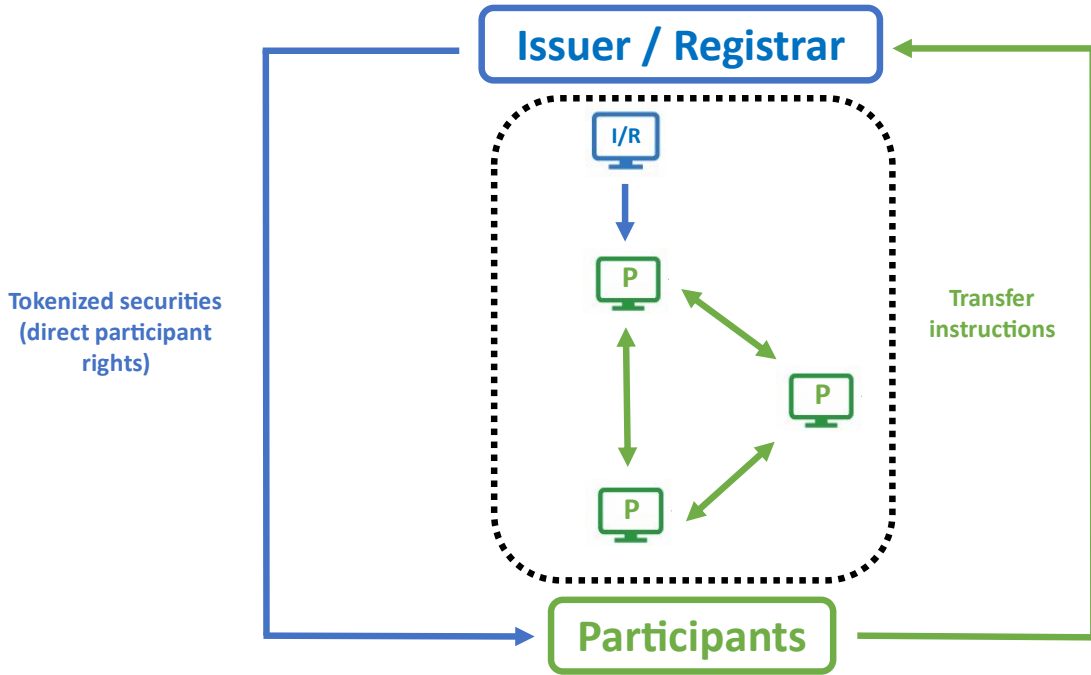 Issuer / Registrar
I/R
P
Tokenized securities
(direct participant
rights)
Transfer
instructions
P
P
Participants